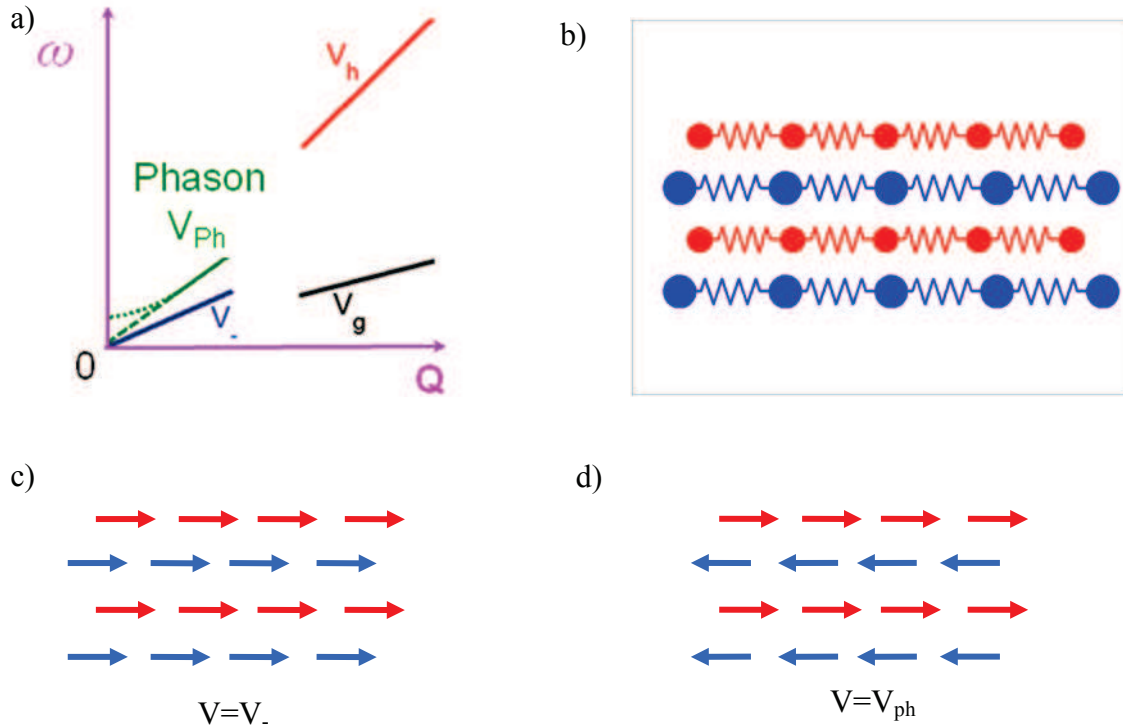 a)
ω
V_h
Phason
V_Ph
V_-
V_g
0
Q
b)
c)
V=V_-
d)
V=V_ph